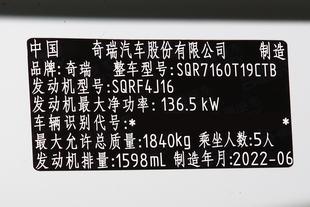 中国 奇瑞汽车股份有限公司 制造
品牌:奇瑞 整车型号:SQR7160T19CTB
发动机型号:SQRF4J16
发动机最大净功率:136.5kW
车辆识别代号:*
最大允许总质量:1840kg 乘坐人数:5人
发动机排量:1598mL 制造年月:2022-06
*